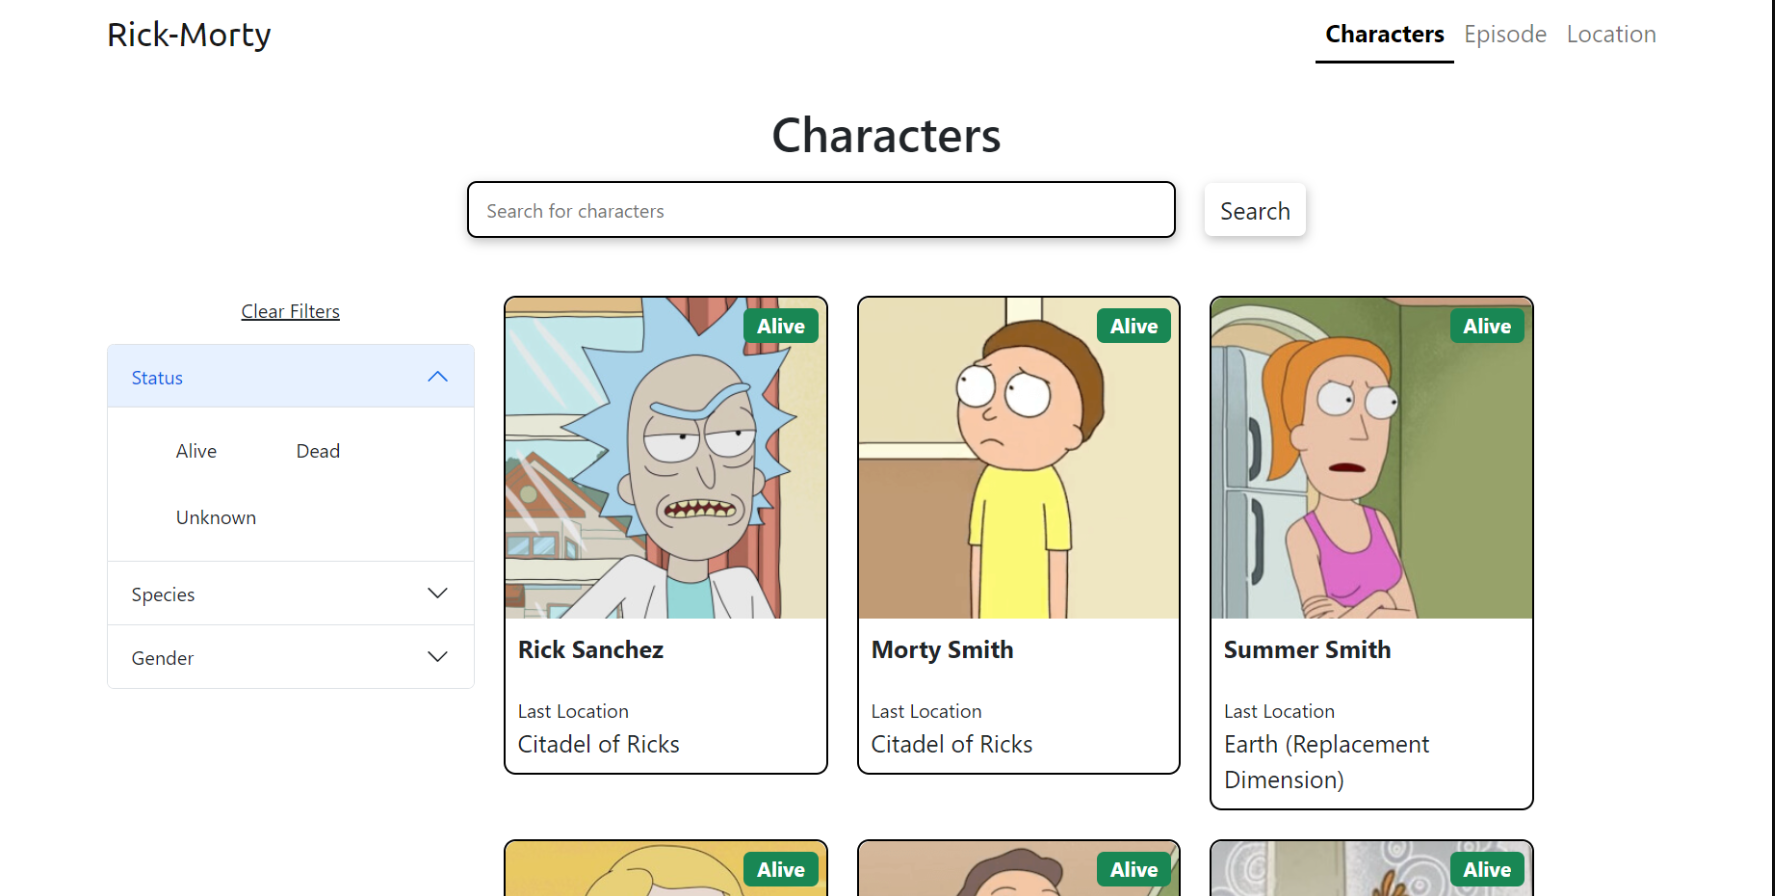 Rick-Morty
Characters Episode Location
Characters
Search for characters
Search
Clear Filters
Status
Alive
Dead
Unknown
Species
Gender
Alive
Rick Sanchez
Last Location
Citadel of Ricks
Alive
Morty Smith
Last Location
Citadel of Ricks
Alive
Summer Smith
Last Location
Earth (Replacement
Dimension)
Alive
Alive
Alive